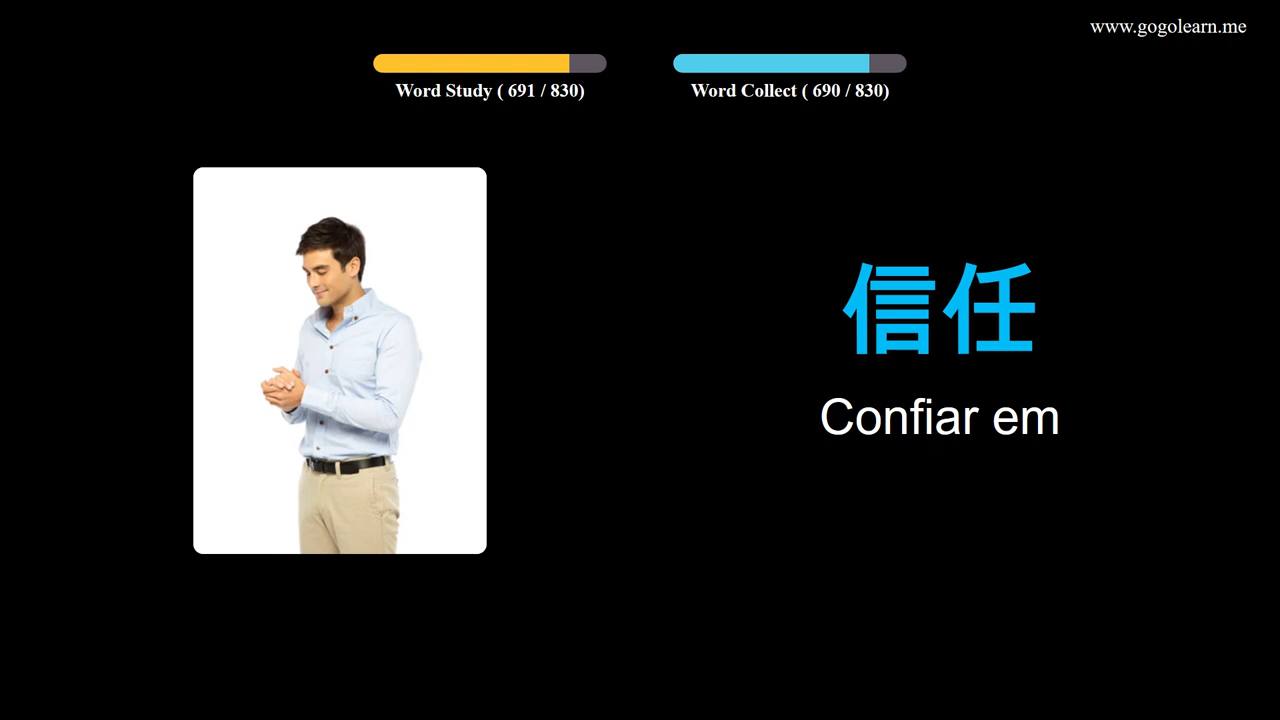 www.gogolearn.me
Word Study ( 691 / 830)
Word Collect ( 690 / 830)
信任
Confiar em